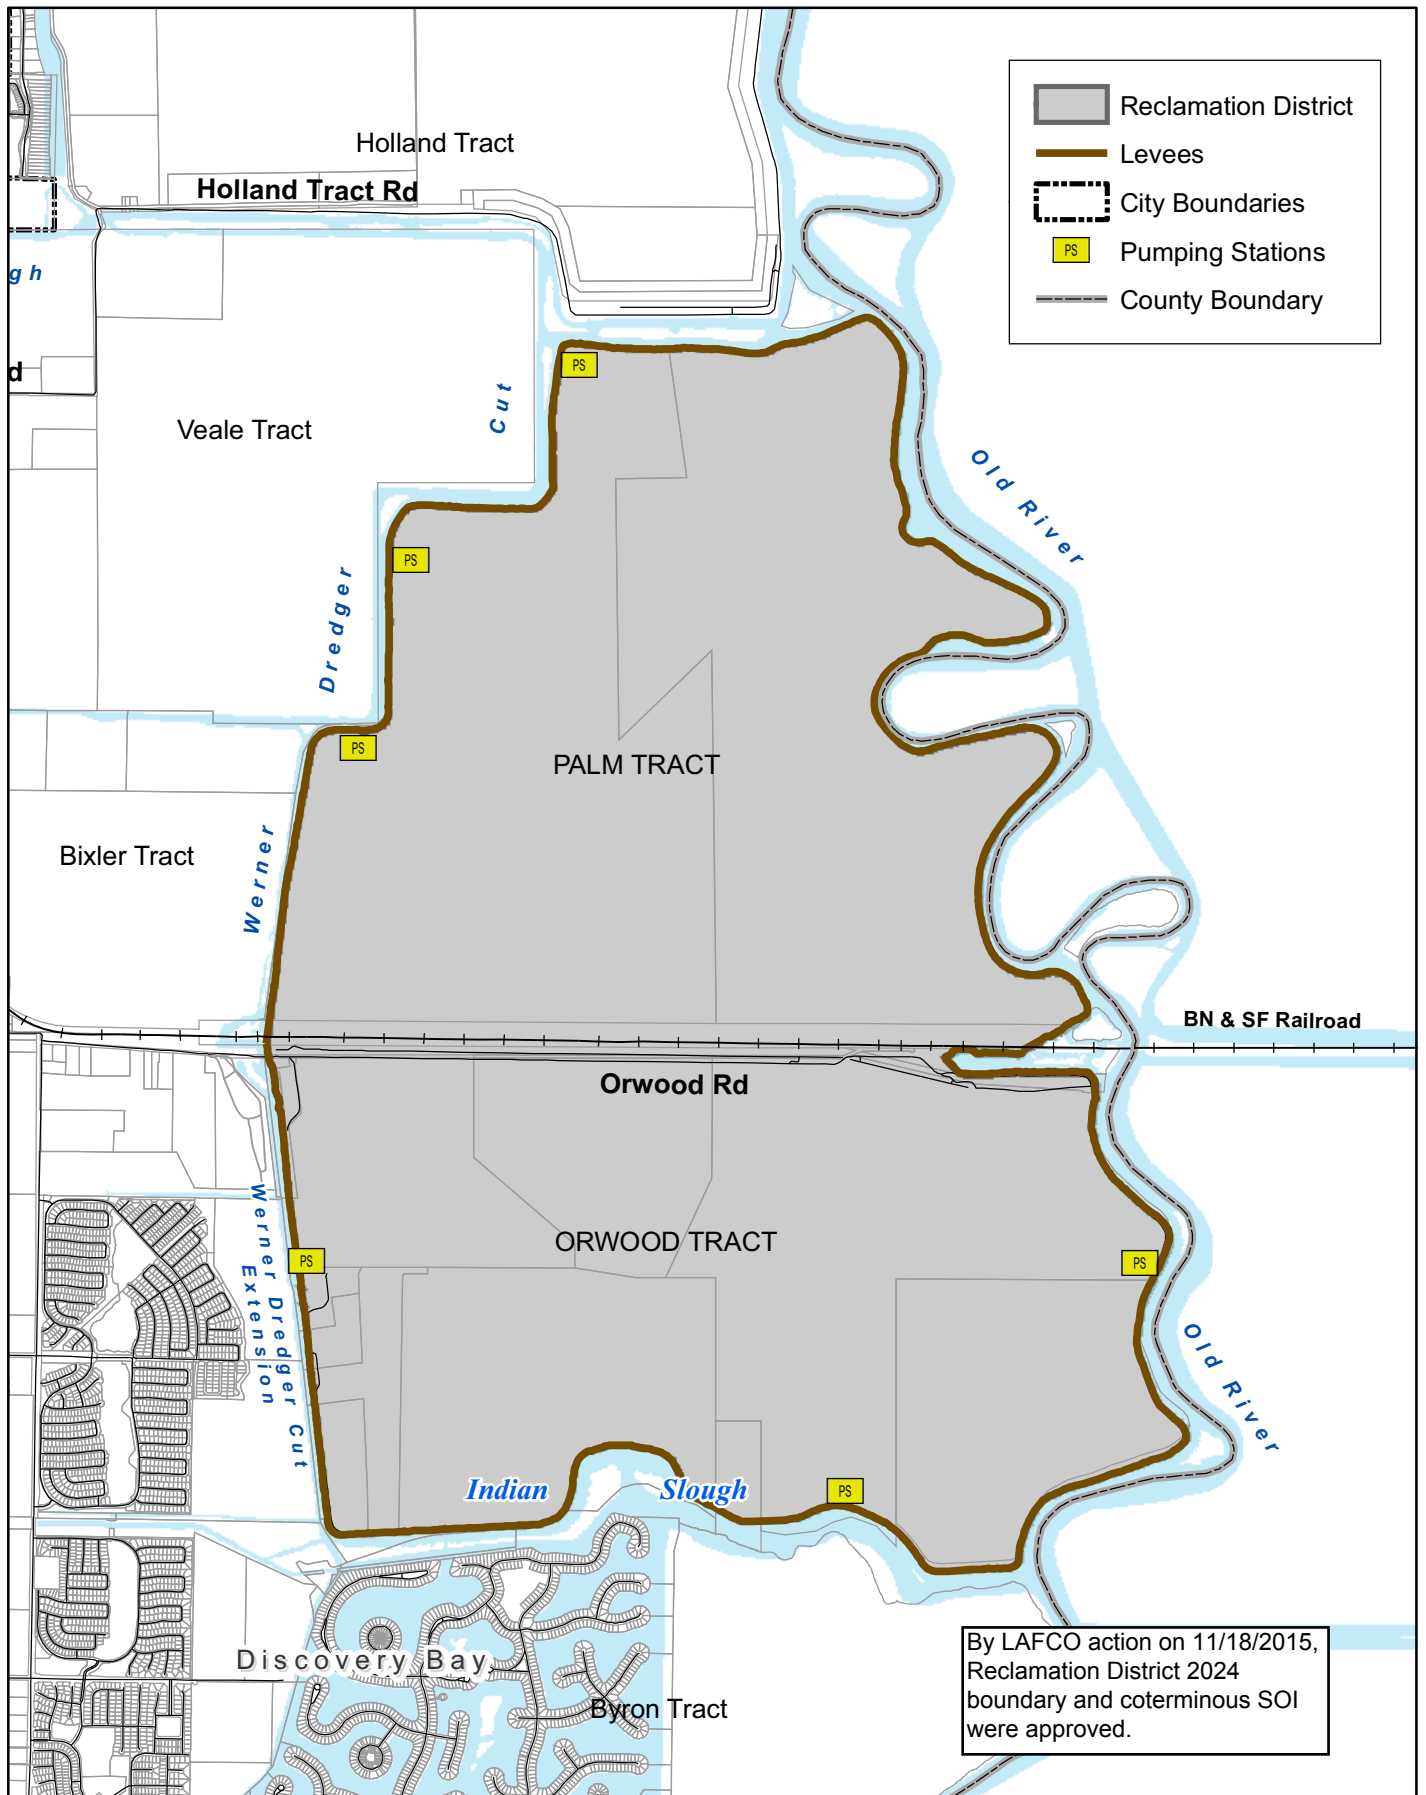 Holland Tract
Holland Tract Rd
Reclamation District
Levees
City Boundaries
PS
Pumping Stations
County Boundary
gh
d
Veale Tract
Cut
PS
Old River
PS
Dredger
PS
PALM TRACT
Werner
Bixler Tract
BN & SF Railroad
Orwood Rd
Werner Dredger Cut
Extension
PS
ORWOOD TRACT
PS
Old River
Indian Slough
PS
Discovery Bay
Byron Tract
By LAFCO action on 11/18/2015,
Reclamation District 2024
boundary and coterminous SOI
were approved.